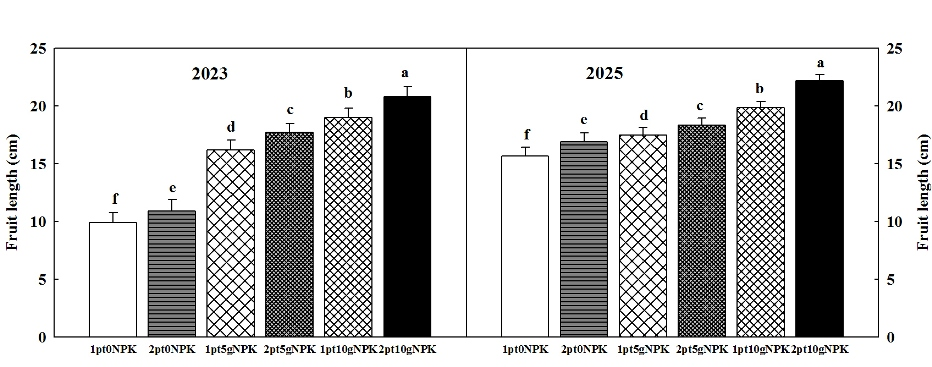 25
25
2023
2025
a
a
b
b
20
20
c
c
d
d
e
f
15
15
Fruit length (cm)
Fruit length (cm)
e
f
10
10
5
5
0
0
1pt0NPK 2pt0NPK 1pt5gNPK 2pt5gNPK 1pt10gNPK 2pt10gNPK
1pt0NPK 2pt0NPK 1pt5gNPK 2pt5gNPK 1pt10gNPK 2pt10gNPK